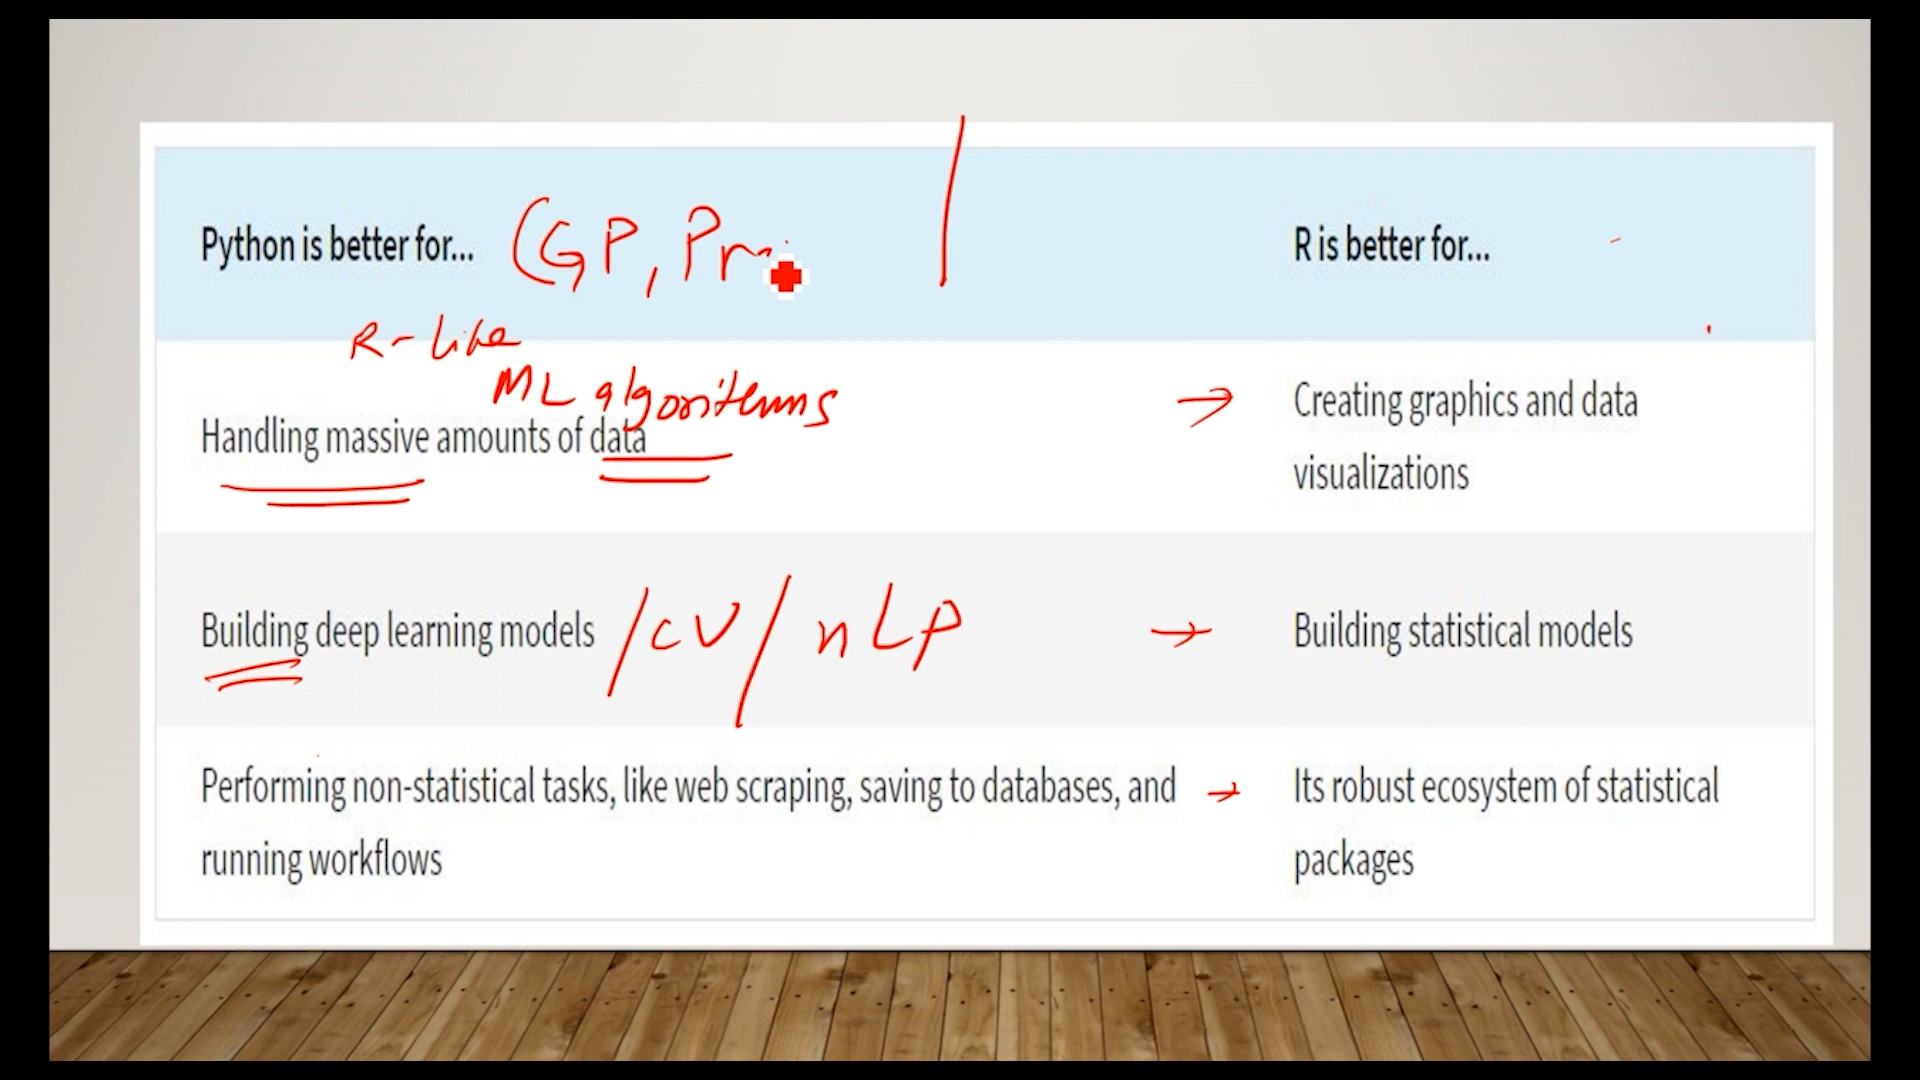 Python is better for... (GP, Pr
R is better for...
R-like
ML algorithms
Handling massive amounts of data
→ Creating graphics and data
visualizations
Building deep learning models /CV/ nLP
→ Building statistical models
Performing non-statistical tasks, like web scraping, saving to databases, and
running workflows
→ Its robust ecosystem of statistical
packages